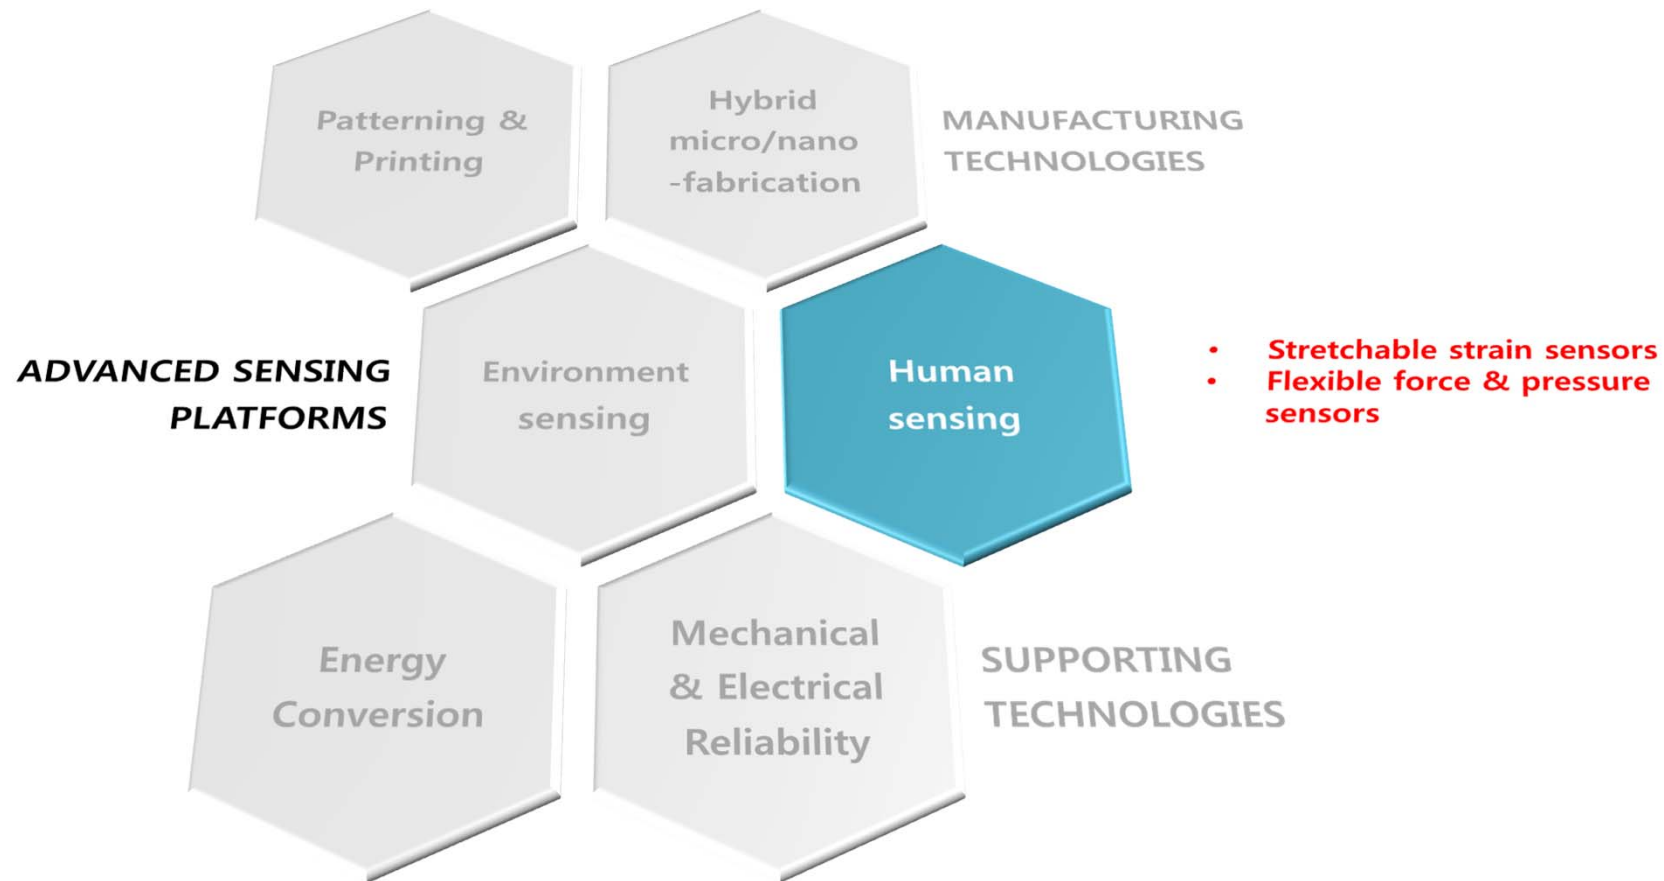 Patterning &
Printing
Hybrid
micro/nano
-fabrication
MANUFACTURING
TECHNOLOGIES
ADVANCED SENSING
PLATFORMS
Environment
sensing
Human
sensing
• Stretchable strain sensors
• Flexible force & pressure
sensors
Energy
Conversion
Mechanical
& Electrical
Reliability
SUPPORTING
TECHNOLOGIES